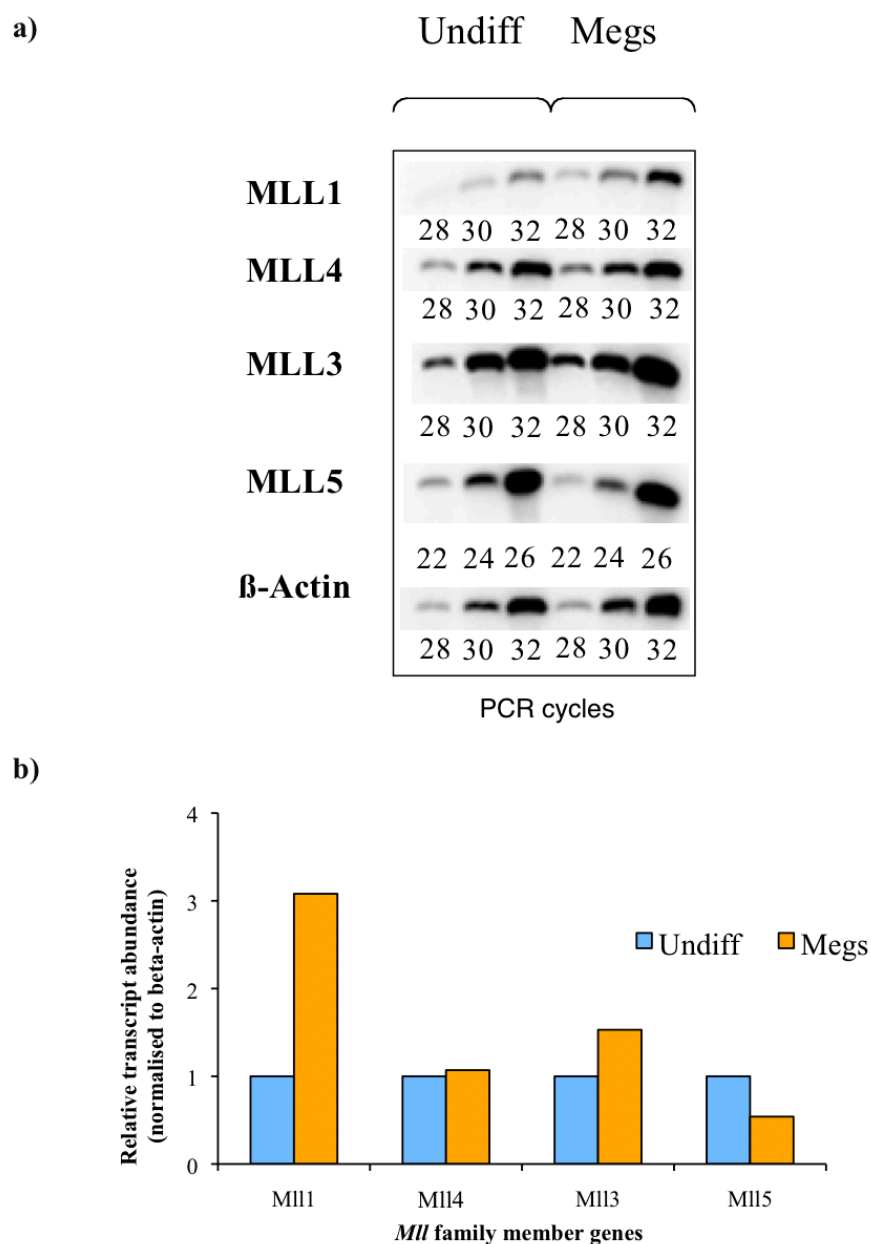 a)
Undiff Megs
MLL1
28 30 32 28 30 32
MLL4
28 30 32 28 30 32
MLL3
28 30 32 28 30 32
MLL5
22 24 26 22 24 26
ß-Actin
28 30 32 28 30 32
PCR cycles
b)
Relative transcript abundance
(normalised to beta-actin)
4
3
2
1
0
Undiff Megs
Mll1 Mll4 Mll3 Mll5
Mll family member genes